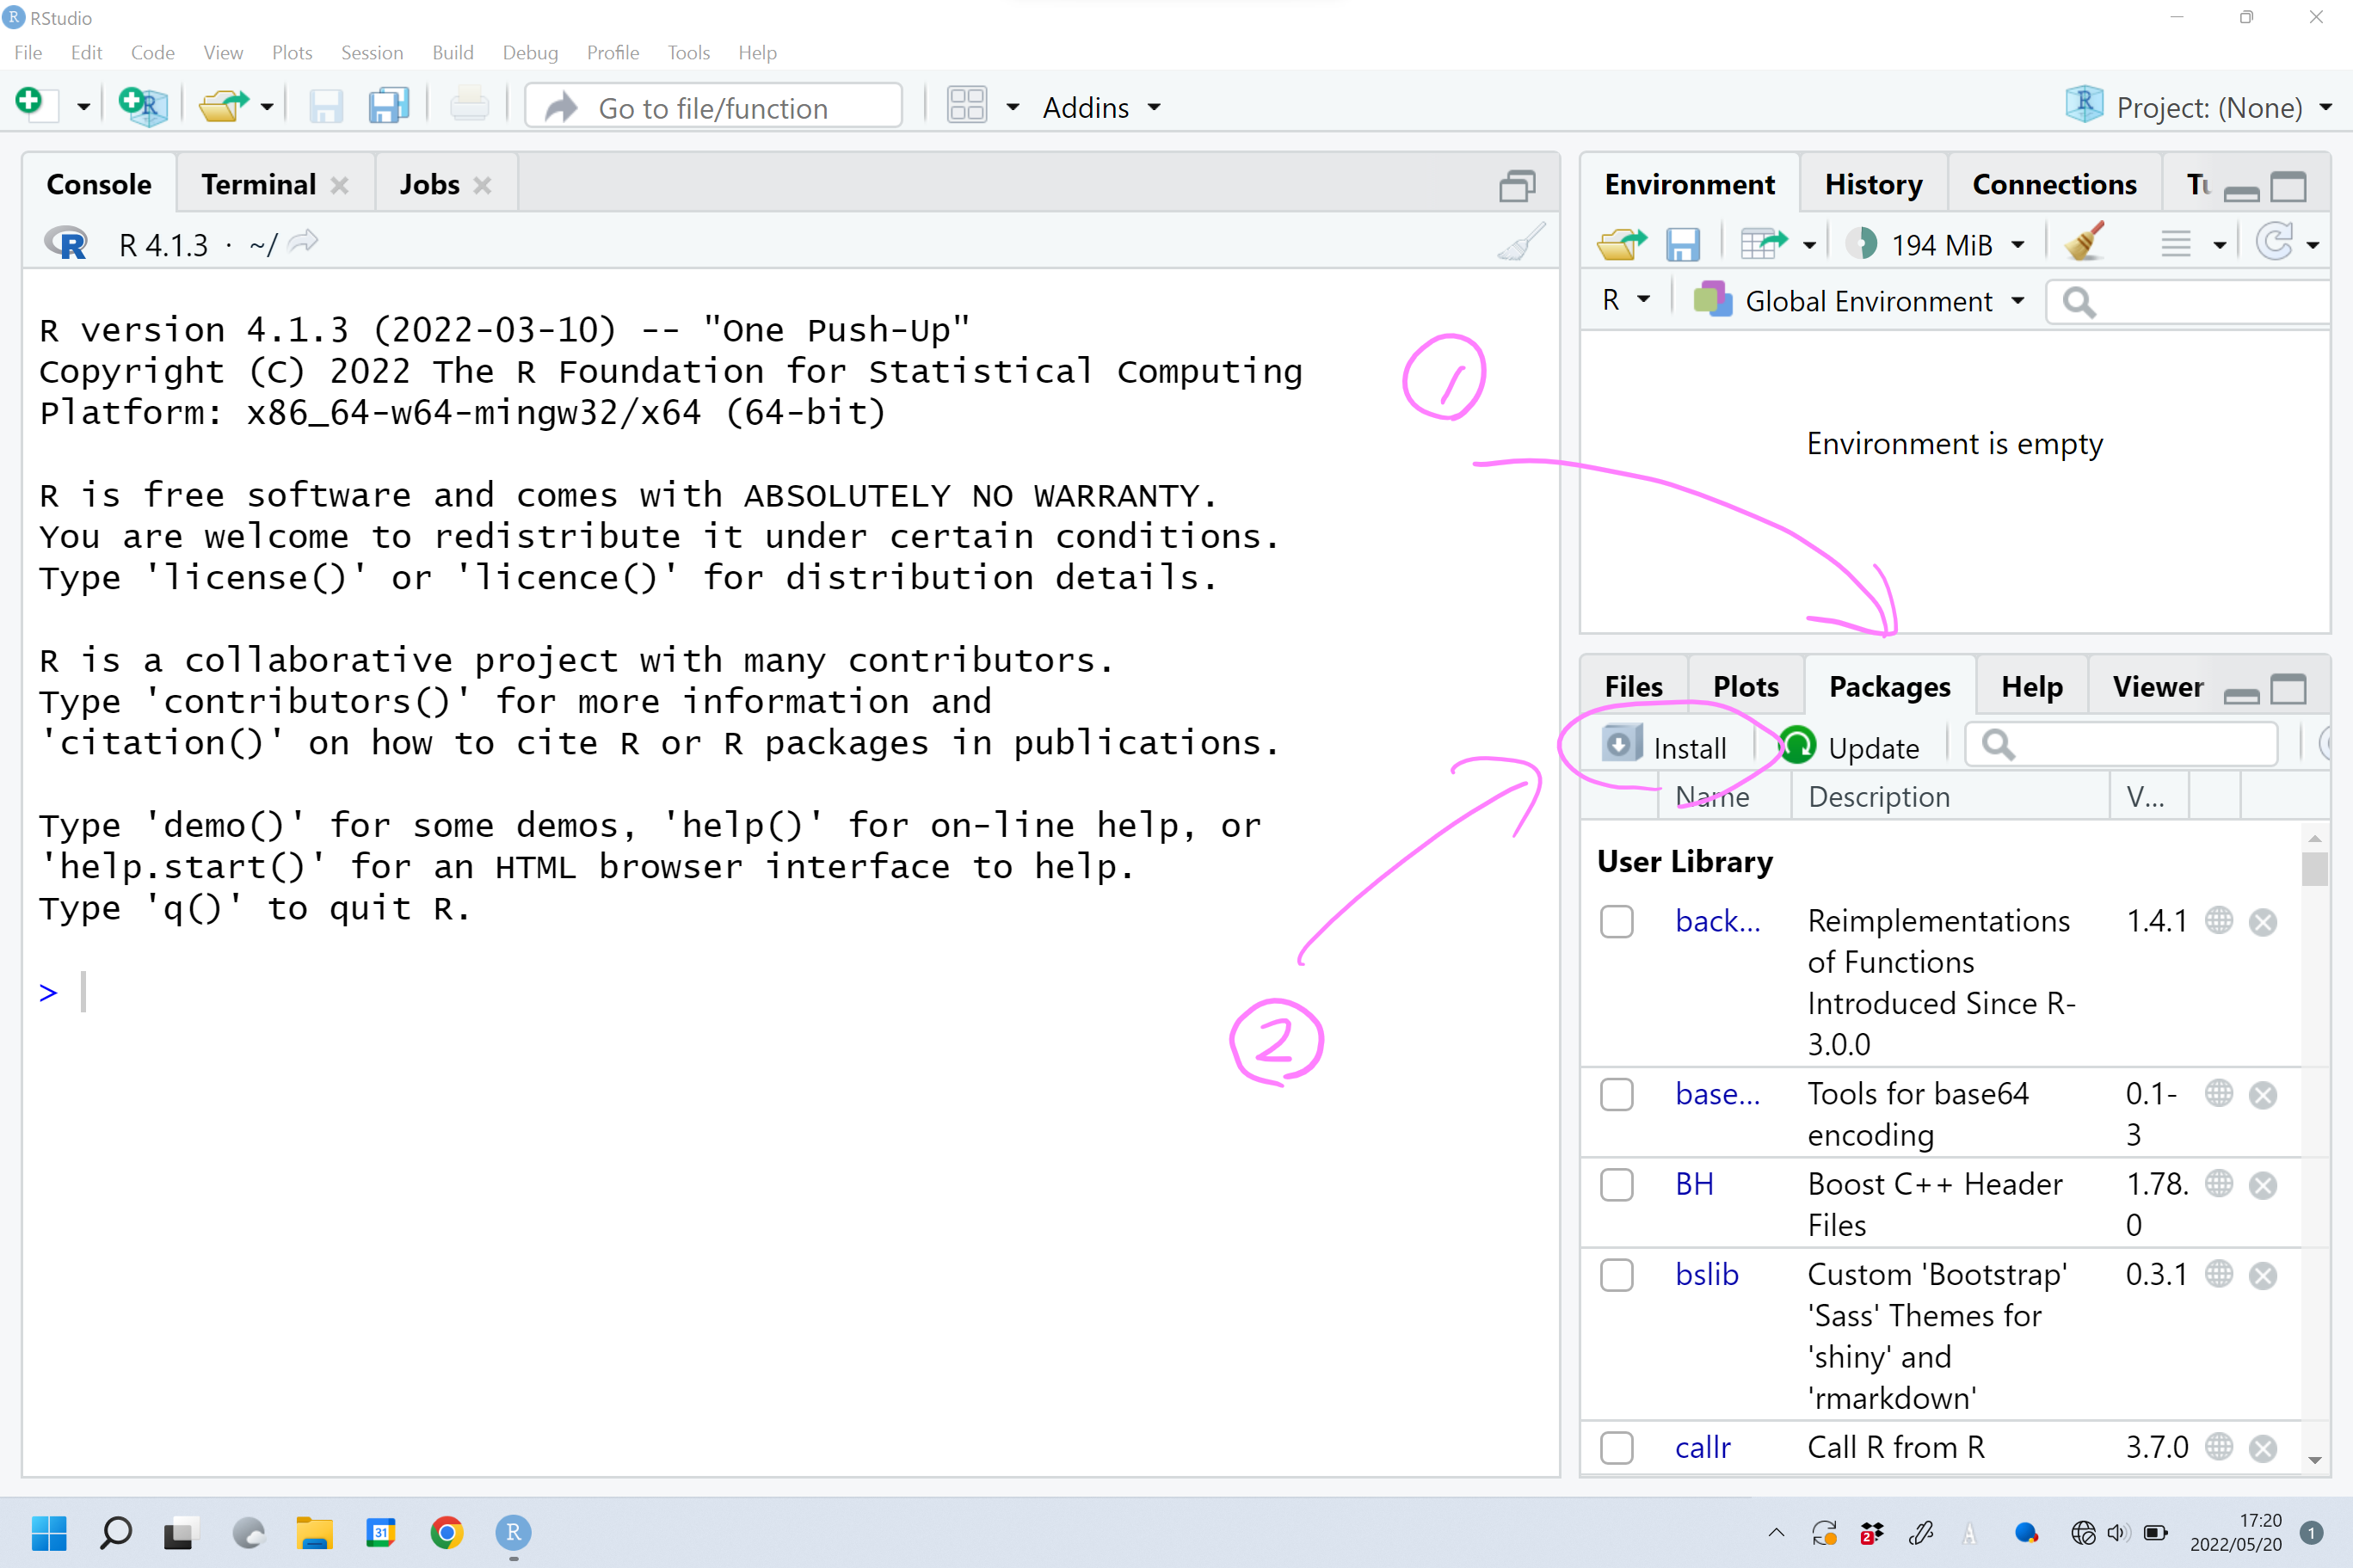 RStudio
File Edit Code View Plots Session Build Debug Profile Tools Help
Go to file/function Addins Project: (None)
Console Terminal Jobs
R 4.1.3 · ~/
R version 4.1.3 (2022-03-10) -- "One Push-Up"
Copyright (C) 2022 The R Foundation for Statistical Computing
Platform: x86_64-w64-mingw32/x64 (64-bit)
R is free software and comes with ABSOLUTELY NO WARRANTY.
You are welcome to redistribute it under certain conditions.
Type 'license()' or 'licence()' for distribution details.
R is a collaborative project with many contributors.
Type 'contributors()' for more information and
'citation()' on how to cite R or R packages in publications.
Type 'demo()' for some demos, 'help()' for on-line help, or
'help.start()' for an HTML browser interface to help.
Type 'q()' to quit R.
>
1
2
Environment History Connections Tu
194 MiB
R Global Environment
Environment is empty
Files Plots Packages Help Viewer
Install Update
Name Description V...
User Library
back... Reimplementations 1.4.1
of Functions
Introduced Since R-
3.0.0
base... Tools for base64 0.1-
encoding 3
BH Boost C++ Header 1.78.
Files 0
bslib Custom 'Bootstrap' 0.3.1
'Sass' Themes for
'shiny' and
'rmarkdown'
callr Call R from R 3.7.0
31
R
2
A
17:20
2022/05/20
1